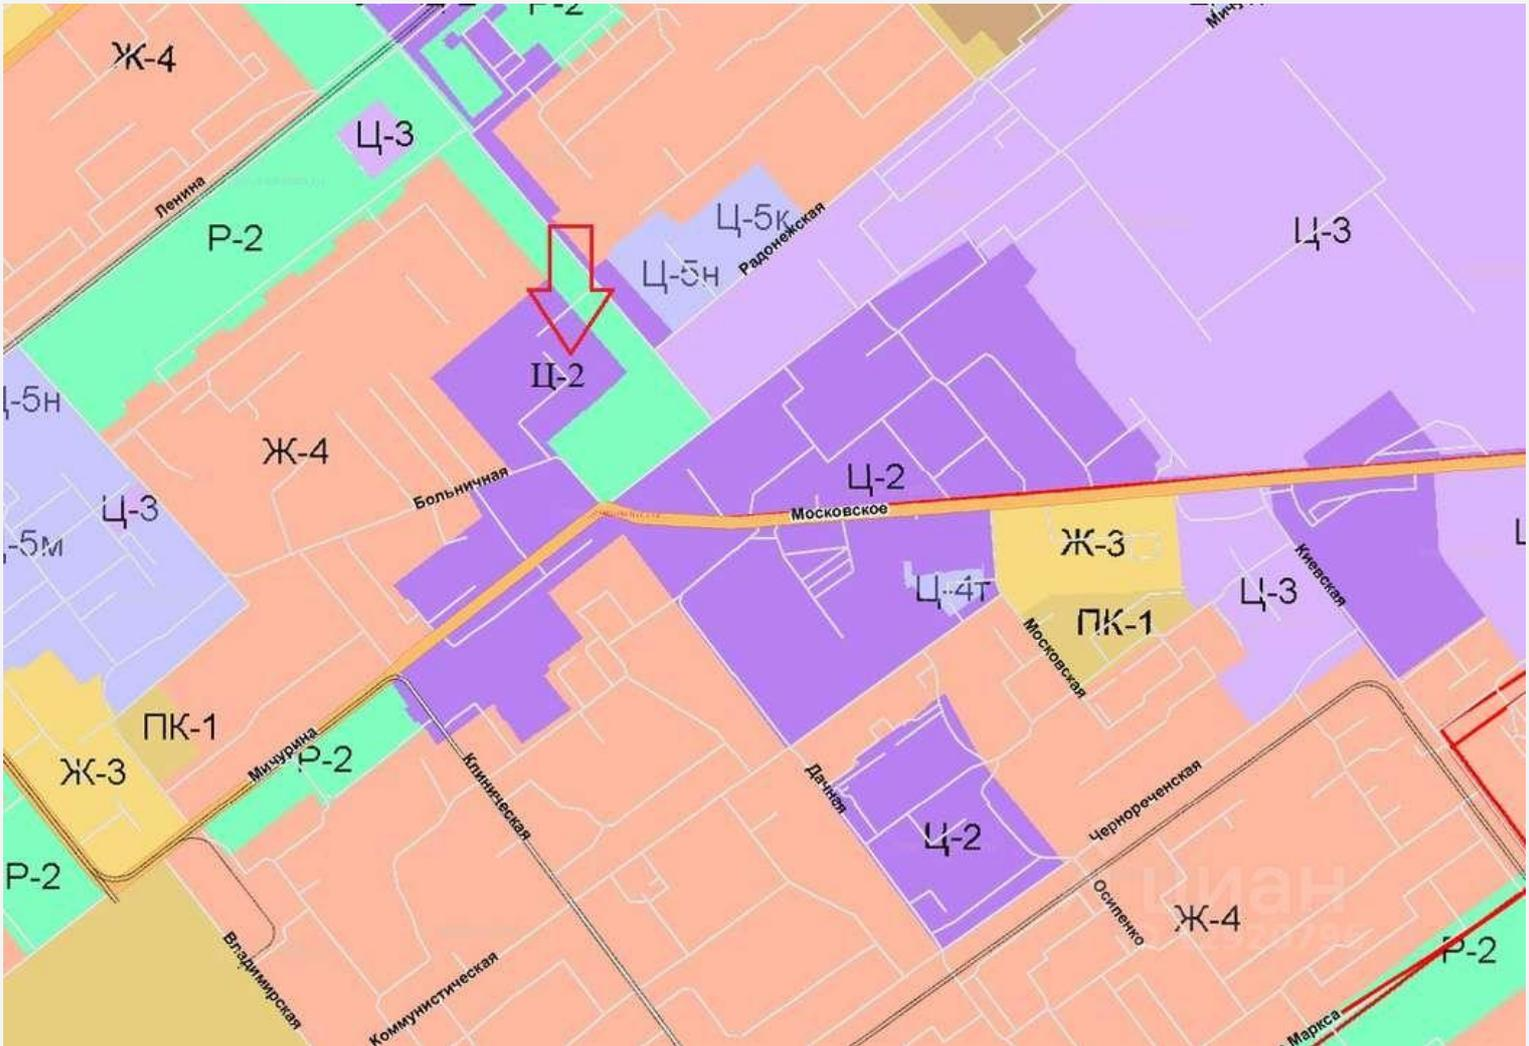 Р-2
Ж-4
Ц-3
Ленина
Р-2
Ц-5к
Радонежская
Ц-5н
Ц-3
Ц-2
-5н
Ж-4
Больничная
Ц-2
Ц-3
Московское
-5м
Ж-3
Ц-4т
Киевская
Ц-3
ПК-1
Московская
ПК-1
Мичурина
Р-2
Ж-3
Клиническая
Дачная
Чернореченская
Ц-2
Р-2
циан
Осипенко
Ж-4
Р-2
Владимирская
Коммунистическая
Маркса